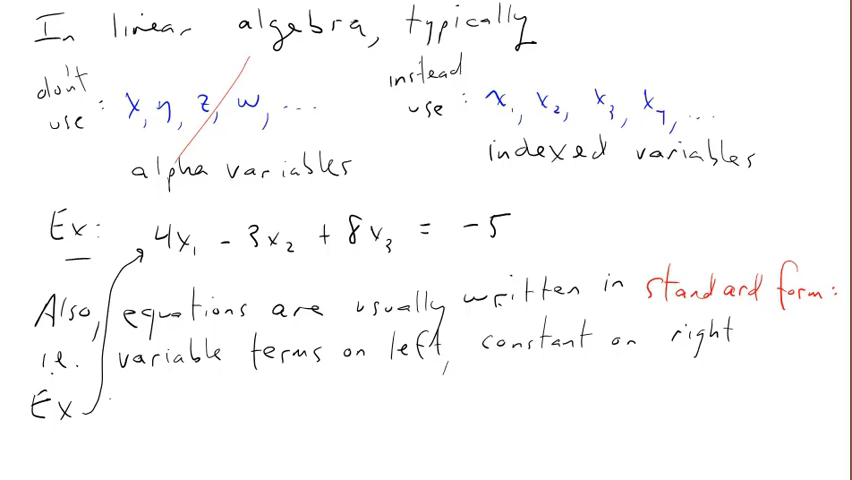 In linear algebra, typically
don't use: x, y, z, w, ... instead use: x₁, x₂, x₃, x₇, ...
alpha variables indexed variables
Ex: 4x₁ - 3x₂ + 8x₃ = -5
Also, equations are usually written in standard form:
i.e. variable terms on left, constant on right
Ex